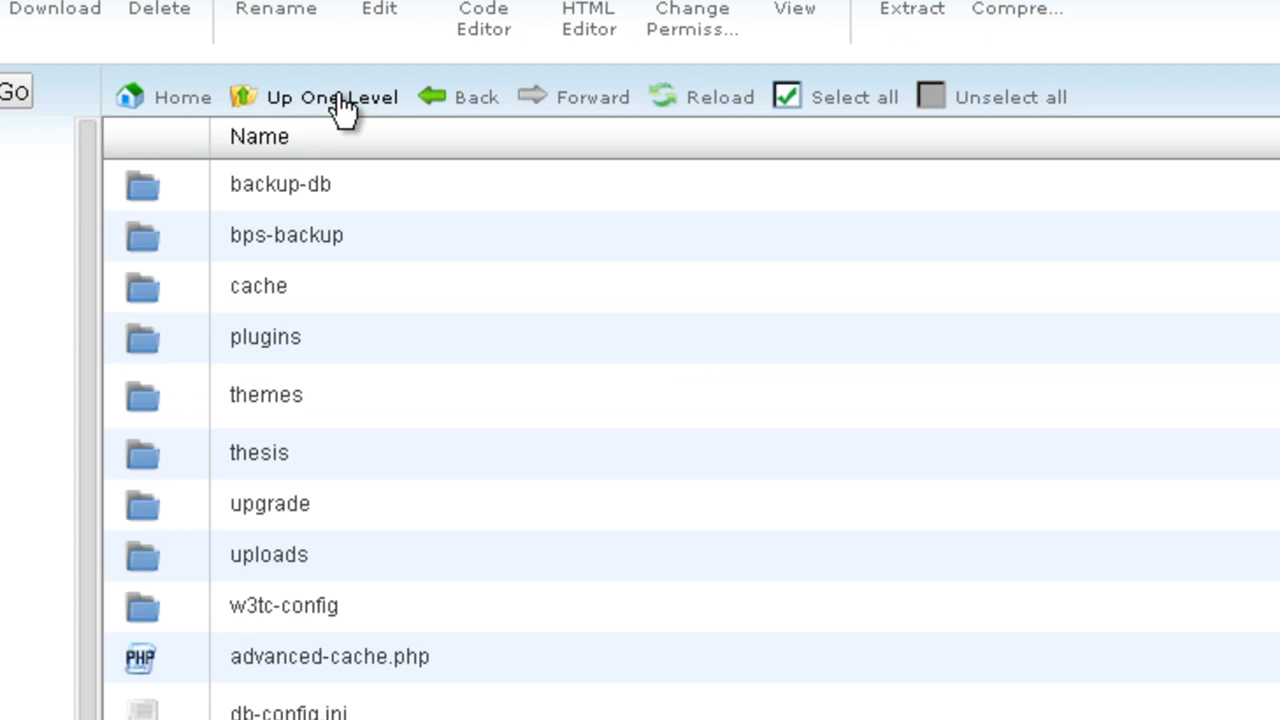 Download Delete Rename Edit Code Editor HTML Editor Change Permiss... View Extract Compre...
Go Home Up One Level Back Forward Reload Select all Unselect all
Name
backup-db
bps-backup
cache
plugins
themes
thesis
upgrade
uploads
w3tc-config
PHP advanced-cache.php
db-config.ini